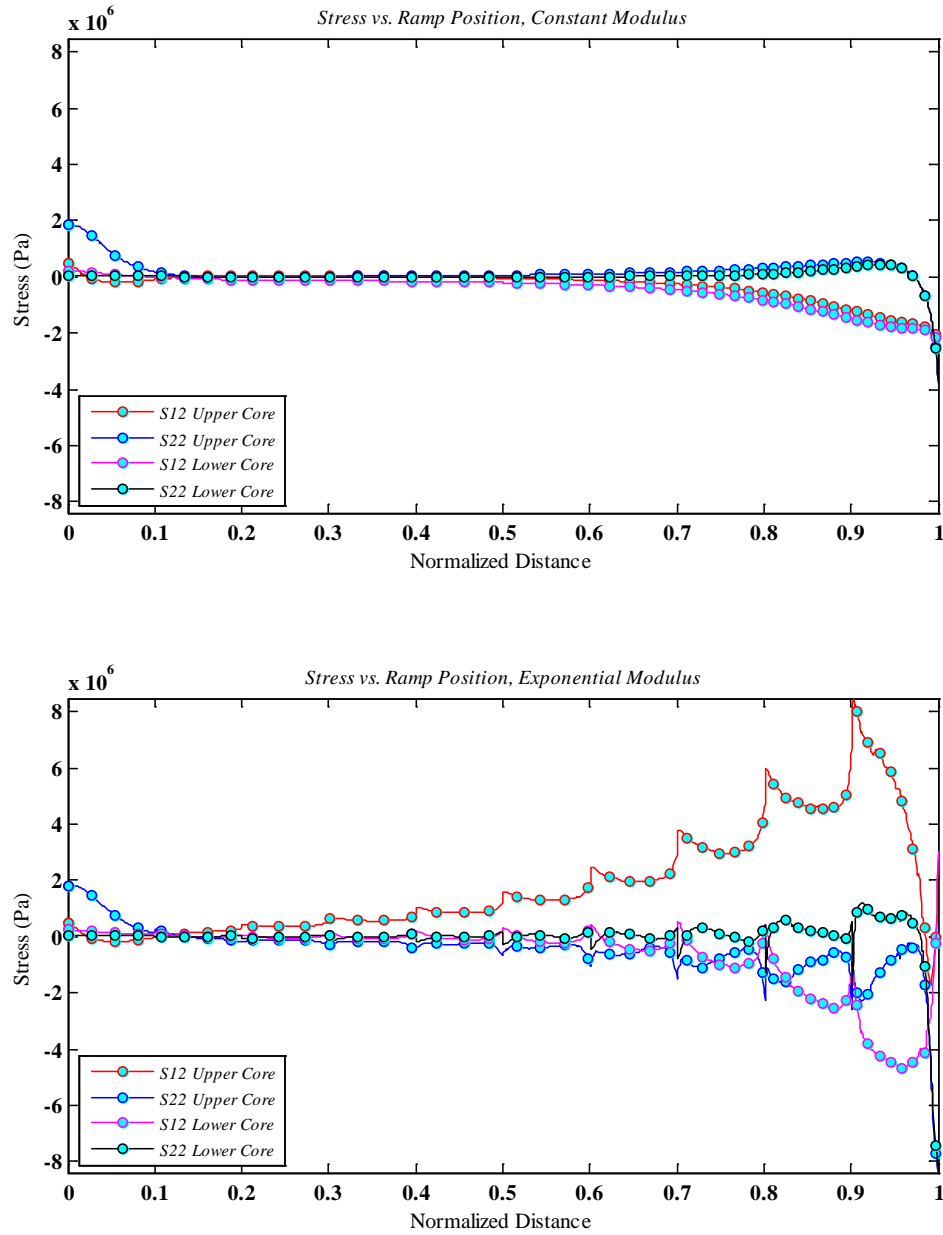 Stress vs. Ramp Position, Constant Modulus
x 10^6
8
6
4
2
0
-2
-4
-6
-8
Stress (Pa)
S12 Upper Core
S22 Upper Core
S12 Lower Core
S22 Lower Core
0 0.1 0.2 0.3 0.4 0.5 0.6 0.7 0.8 0.9 1
Normalized Distance
Stress vs. Ramp Position, Exponential Modulus
x 10^6
8
6
4
2
0
-2
-4
-6
-8
Stress (Pa)
S12 Upper Core
S22 Upper Core
S12 Lower Core
S22 Lower Core
0 0.1 0.2 0.3 0.4 0.5 0.6 0.7 0.8 0.9 1
Normalized Distance